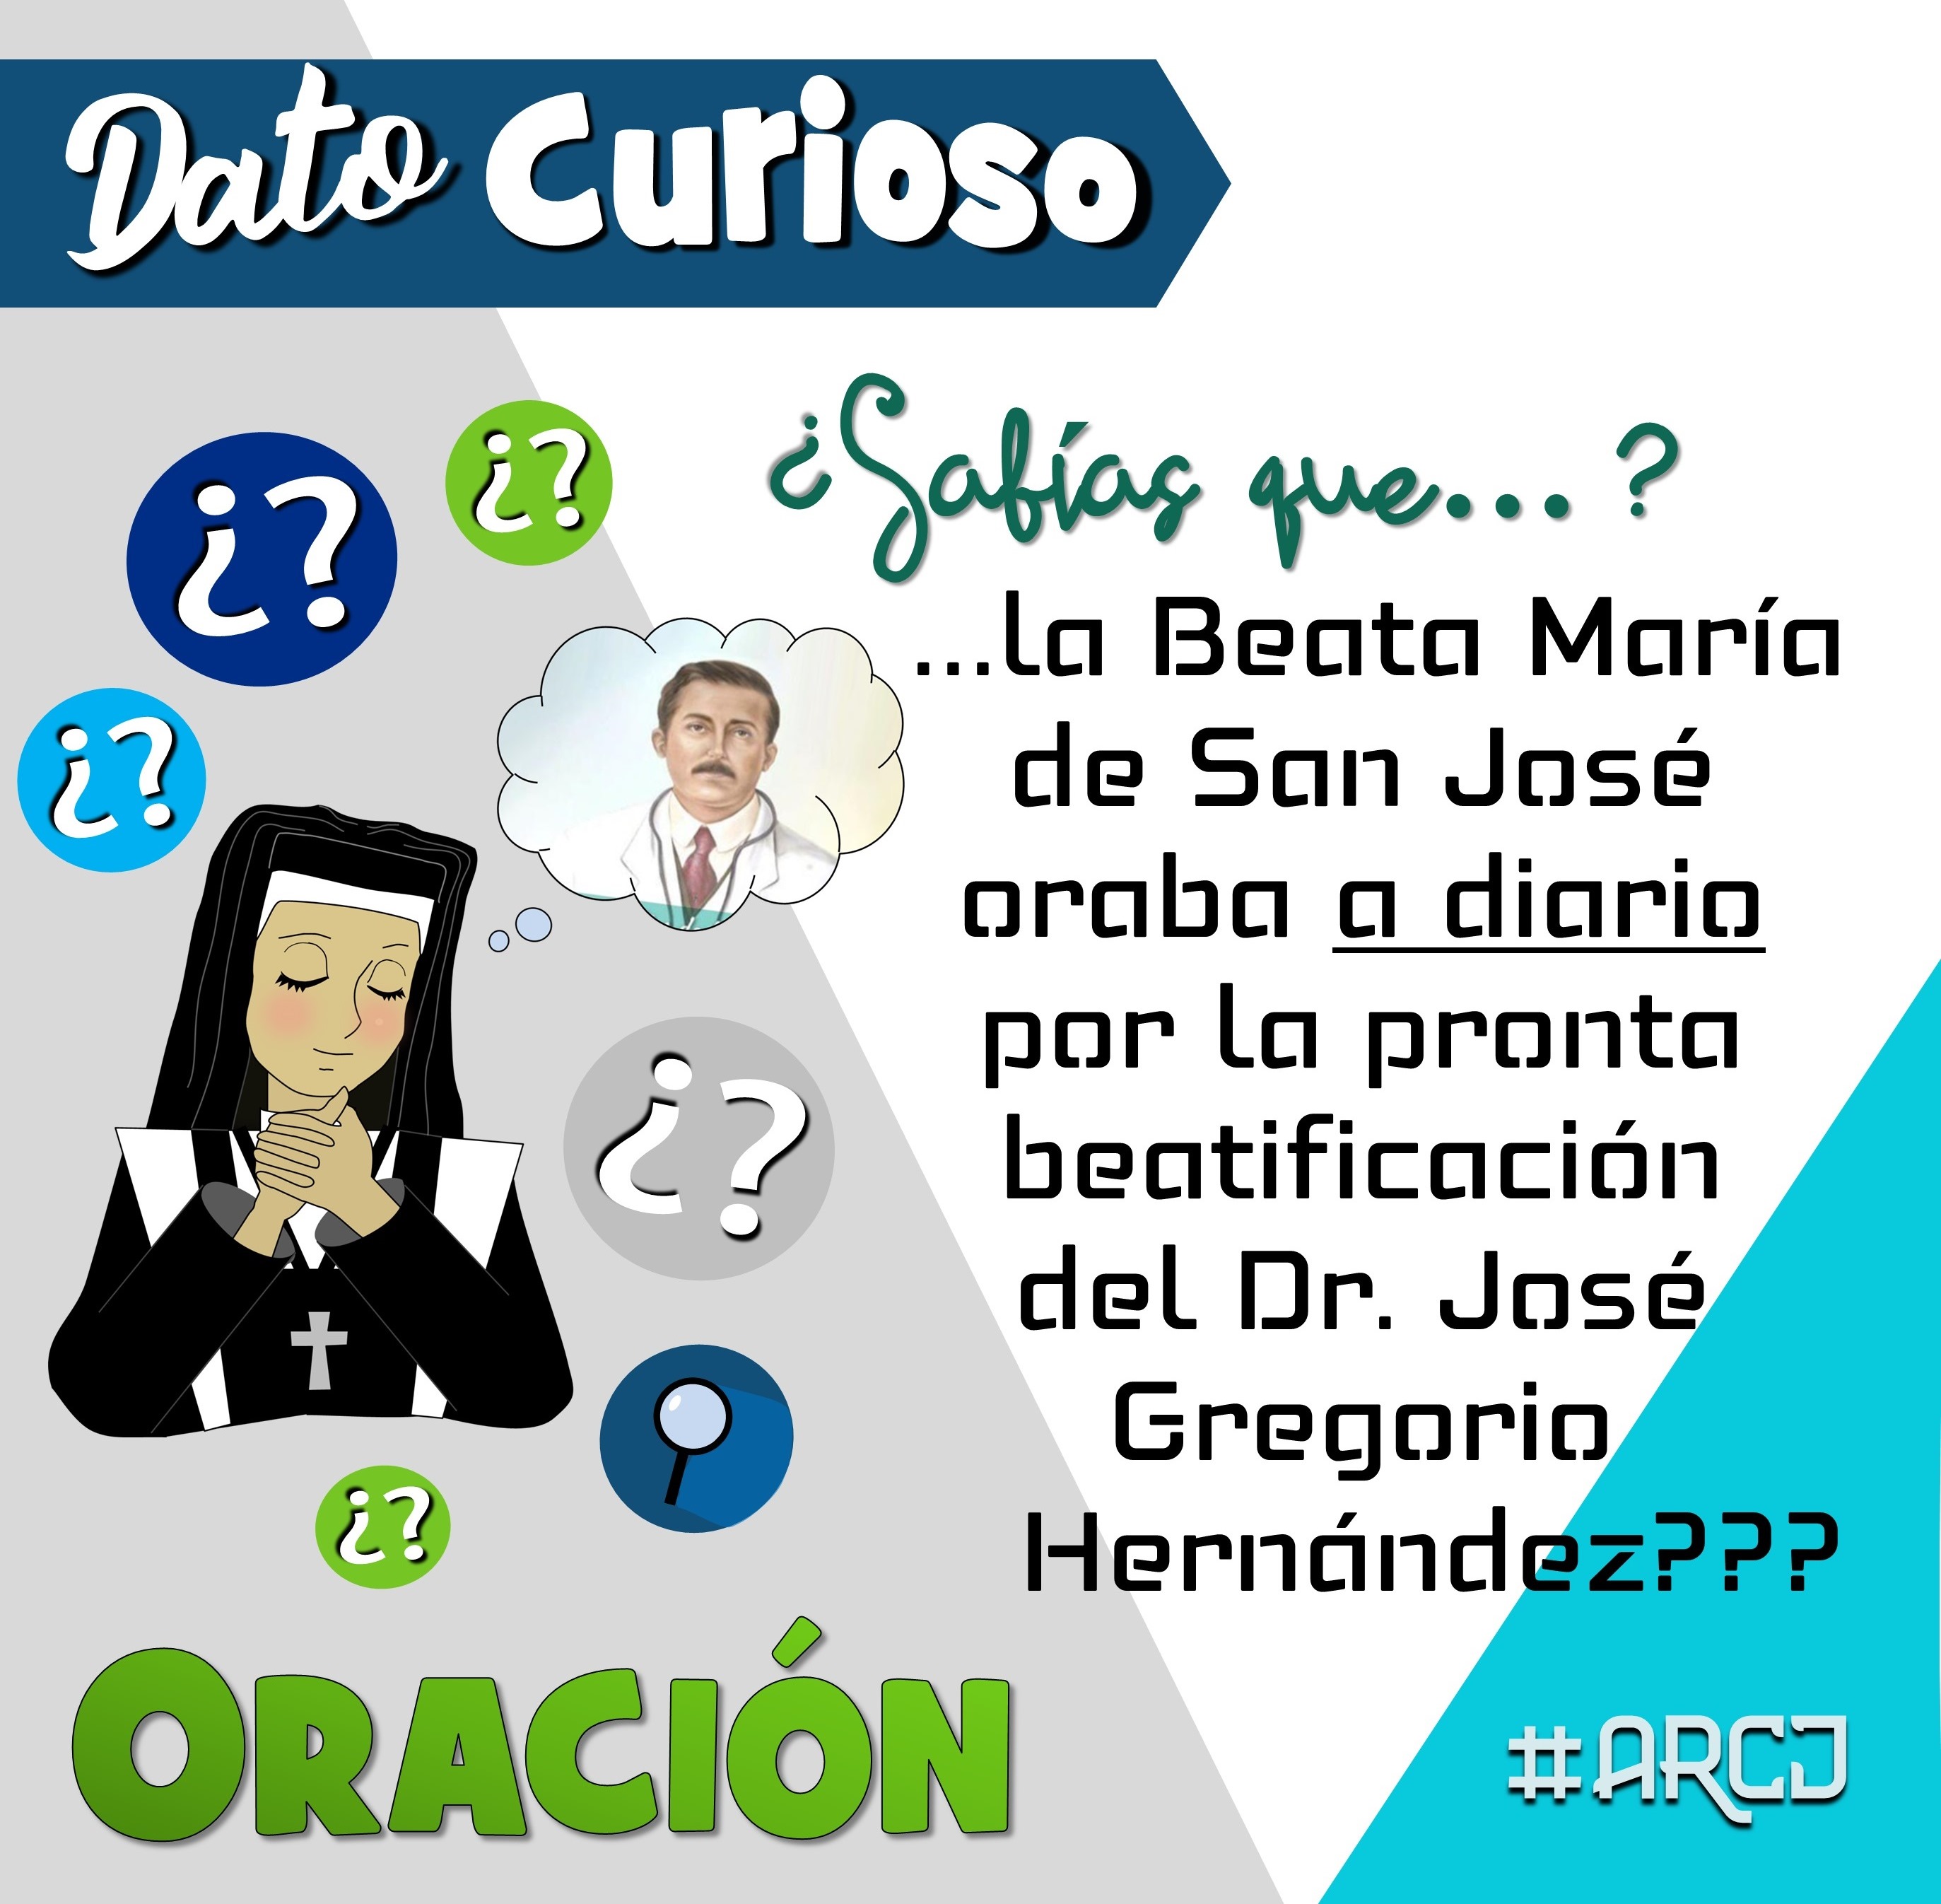 Dato Curioso
¿?
¿?
¿Sabías que... ?
¿?
...la Beata María
de San José
oraba a diario
por la pronta
beatificación
del Dr. José
Gregorio
Hernández???
¿?
¿?
ORACIÓN
#ARCJ